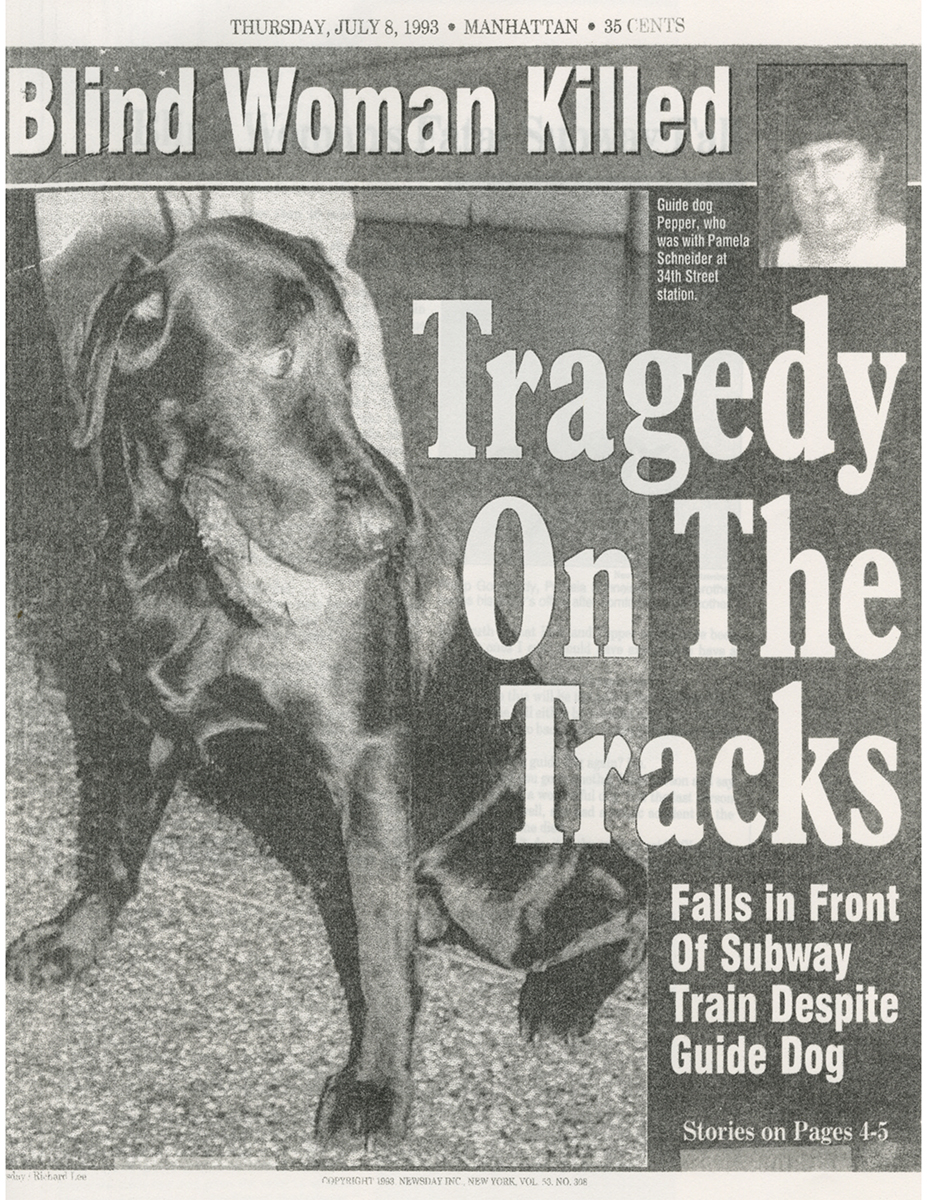 THURSDAY, JULY 8, 1993 • MANHATTAN • 35 CENTS
Blind Woman Killed
Guide dog
Pepper, who
was with Pamela
Schneider at
34th Street
station.
Tragedy
On The
Tracks
Falls in Front
Of Subway
Train Despite
Guide Dog
Stories on Pages 4-5
Richard Lee
COPYRIGHT 1993 NEWSDAY INC., NEW YORK, VOL. 53, NO. 308